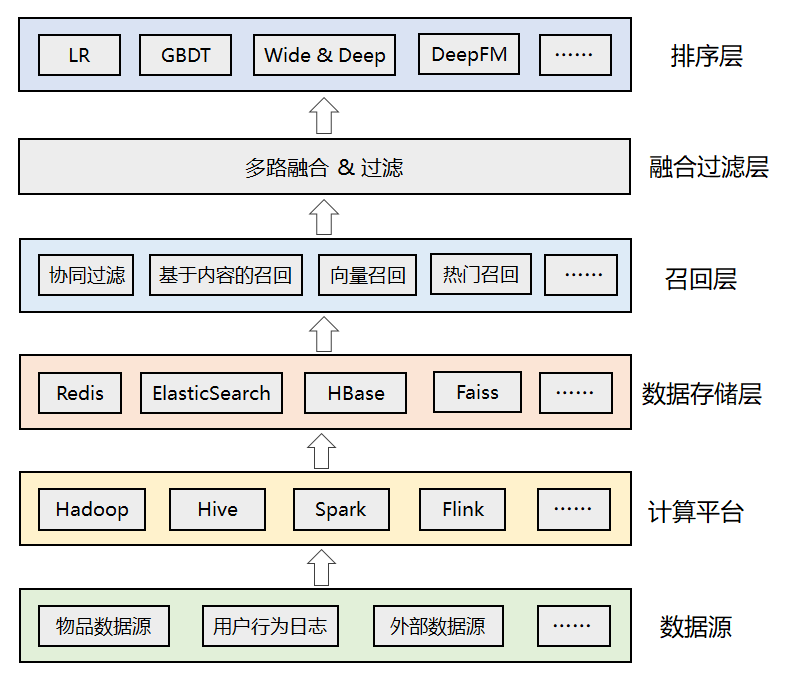 LR GBDT Wide & Deep DeepFM …… 排序层
多路融合 & 过滤 融合过滤层
协同过滤 基于内容的召回 向量召回 热门召回 …… 召回层
Redis ElasticSearch HBase Faiss …… 数据存储层
Hadoop Hive Spark Flink …… 计算平台
物品数据源 用户行为日志 外部数据源 …… 数据源